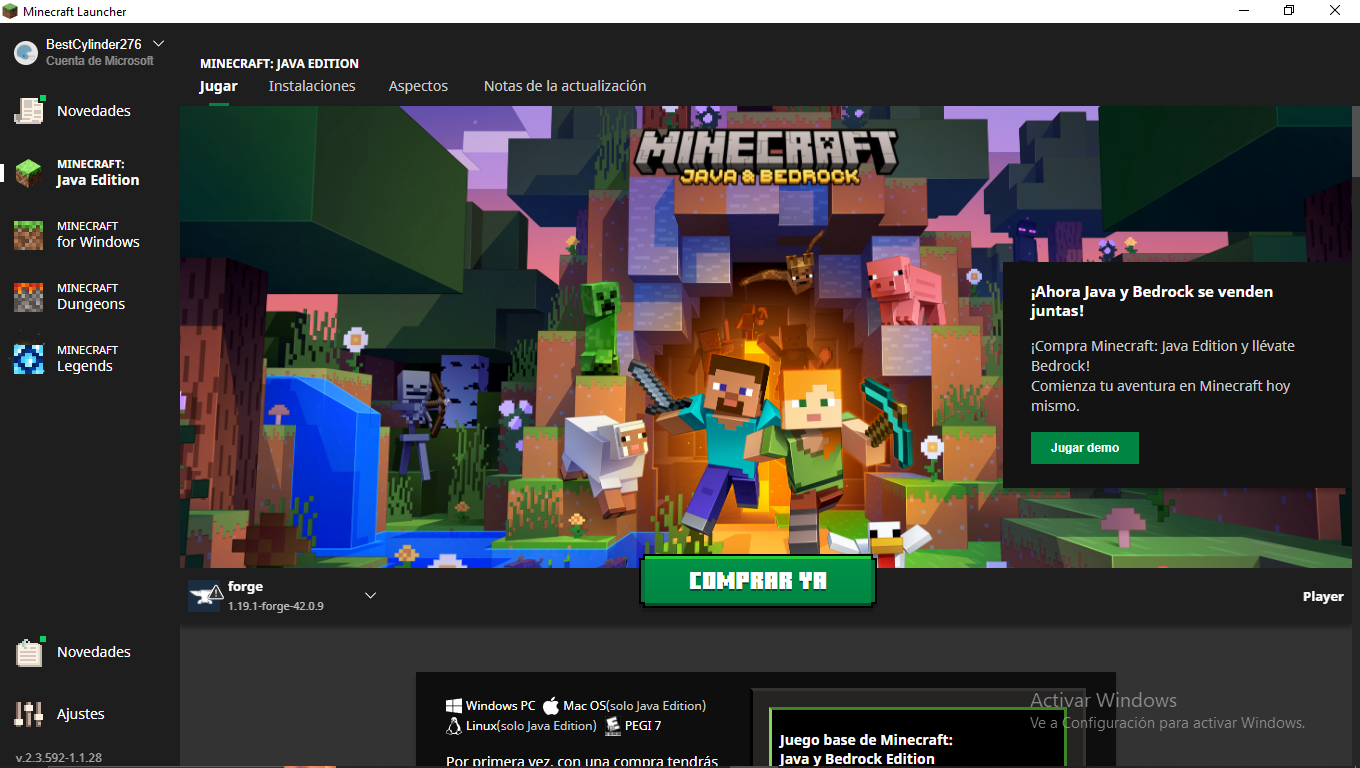 Minecraft Launcher
BestCylinder276
Cuenta de Microsoft
Novedades
MINECRAFT:
Java Edition
MINECRAFT
for Windows
MINECRAFT
Dungeons
MINECRAFT
Legends
Novedades
Ajustes
v.2.3.592-1.1.28
MINECRAFT: JAVA EDITION
Jugar Instalaciones Aspectos Notas de la actualización
MINECRAFT
JAVA & BEDROCK
¡Ahora Java y Bedrock se venden
juntas!
¡Compra Minecraft: Java Edition y llévate
Bedrock!
Comienza tu aventura en Minecraft hoy
mismo.
Jugar demo
forge
1.19.1-forge-42.0.9
COMPRAR YA
Player
Windows PC Mac OS(solo Java Edition)
Linux(solo Java Edition) PEGI 7
Por primera vez, con una compra tendrás
Juego base de Minecraft:
Java y Bedrock Edition
Activar Windows
Ve a Configuración para activar Windows.